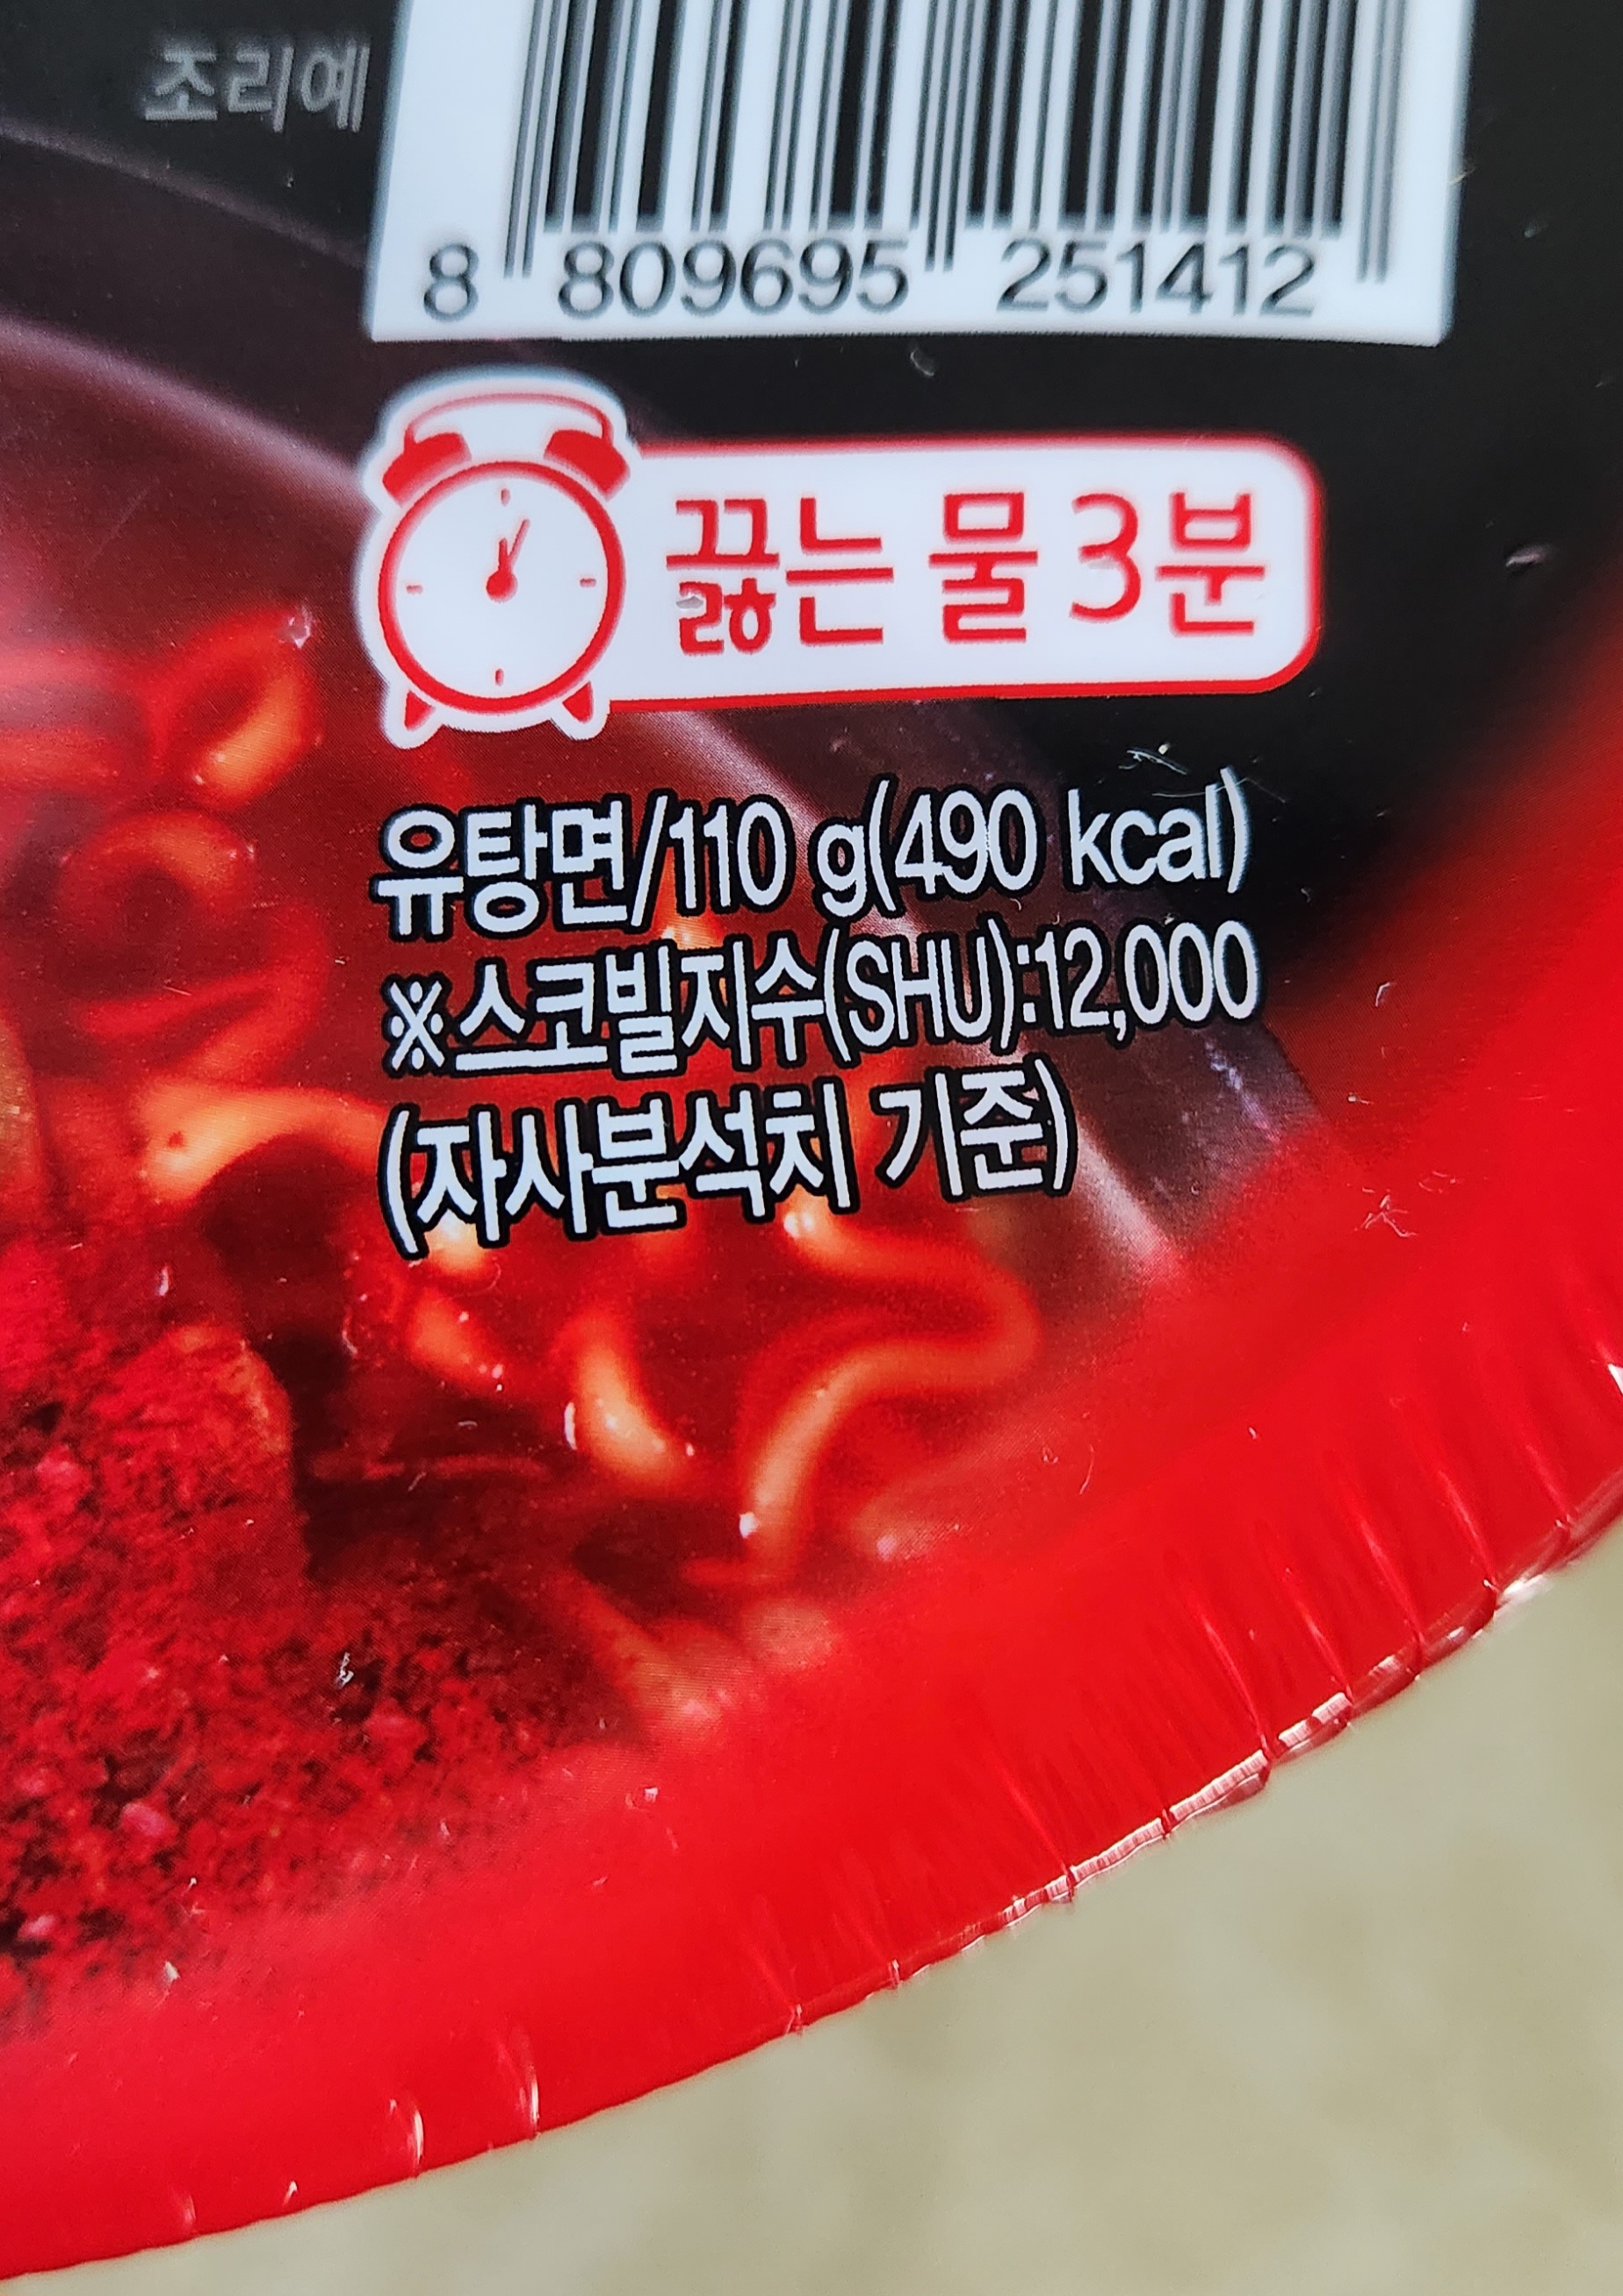 조리예
8 809695 251412
끓는 물 3분
유탕면/110 g(490 kcal)
※스코빌지수(SHU):12,000
(자사분석치 기준)